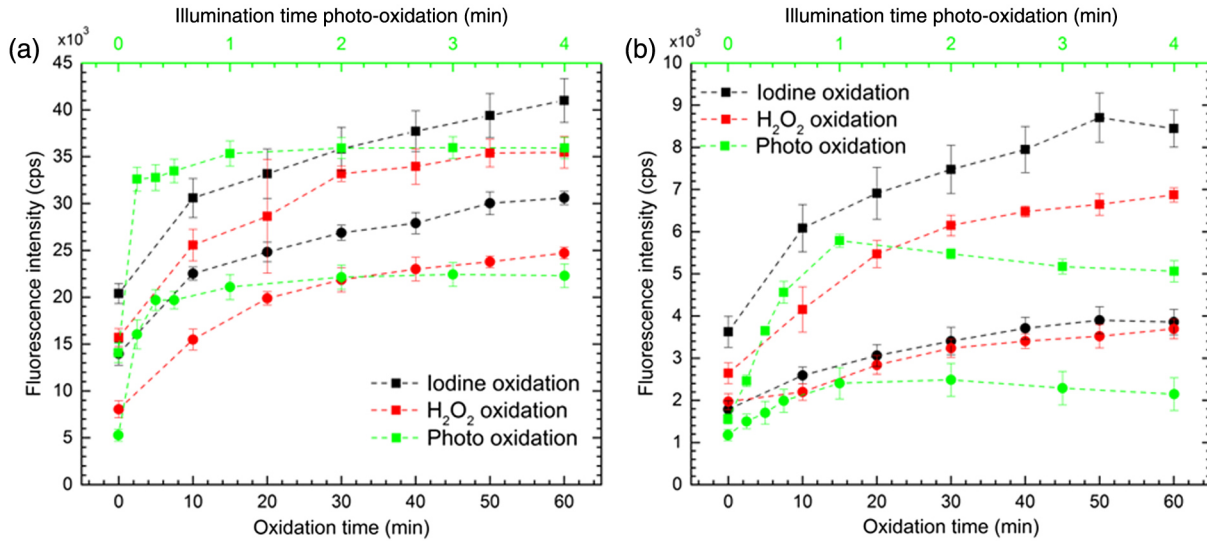 Illumination time photo-oxidation (min)
(a)
×10³
0 1 2 3 4
45
40
35
30
25
20
15
10
5
0
Fluorescence intensity (cps)
Iodine oxidation
H₂O₂ oxidation
Photo oxidation
0 10 20 30 40 50 60
Oxidation time (min)
Illumination time photo-oxidation (min)
(b)
×10³
0 1 2 3 4
10
9
8
7
6
5
4
3
2
1
0
Fluorescence intensity (cps)
Iodine oxidation
H₂O₂ oxidation
Photo oxidation
0 10 20 30 40 50 60
Oxidation time (min)